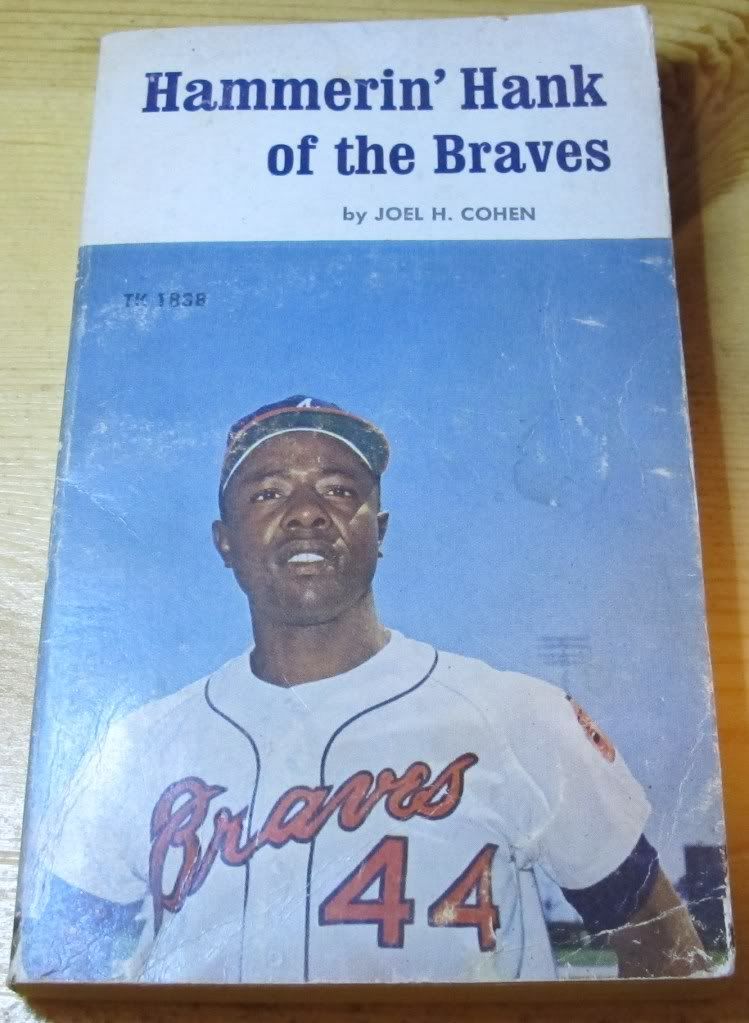 Hammerin' Hank
of the Braves
by JOEL H. COHEN
TK 1838
A
Braves
44